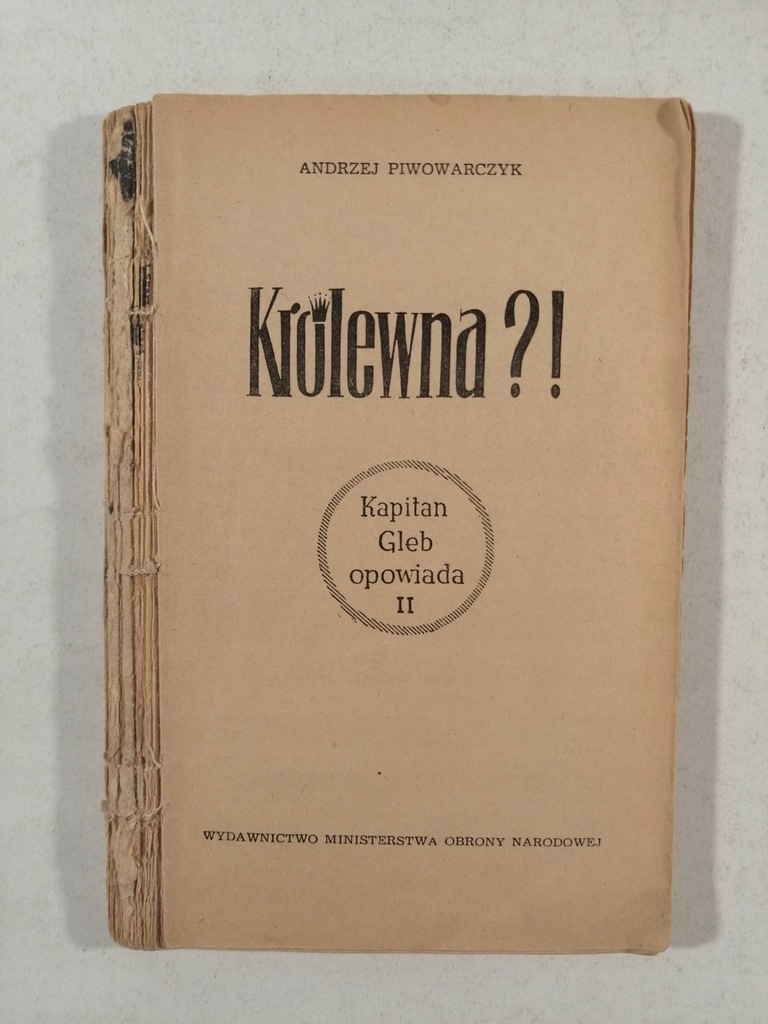 ANDRZEJ PIWOWARCZYK
Królewna?!
Kapitan
Gleb
opowiada
II
WYDAWNICTWO MINISTERSTWA OBRONY NARODOWEJ